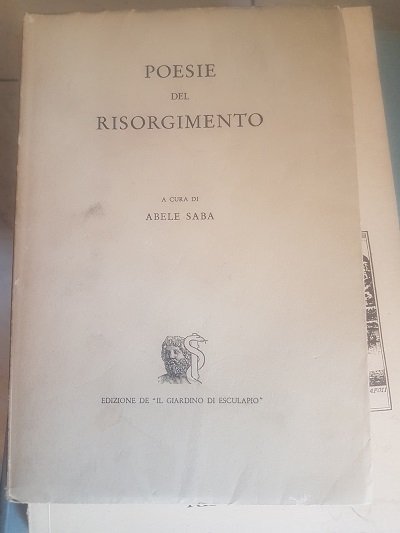 POESIE
DEL
RISORGIMENTO
A CURA DI
ABELE SABA
EDIZIONE DE "IL GIARDINO DI ESCULAPIO"